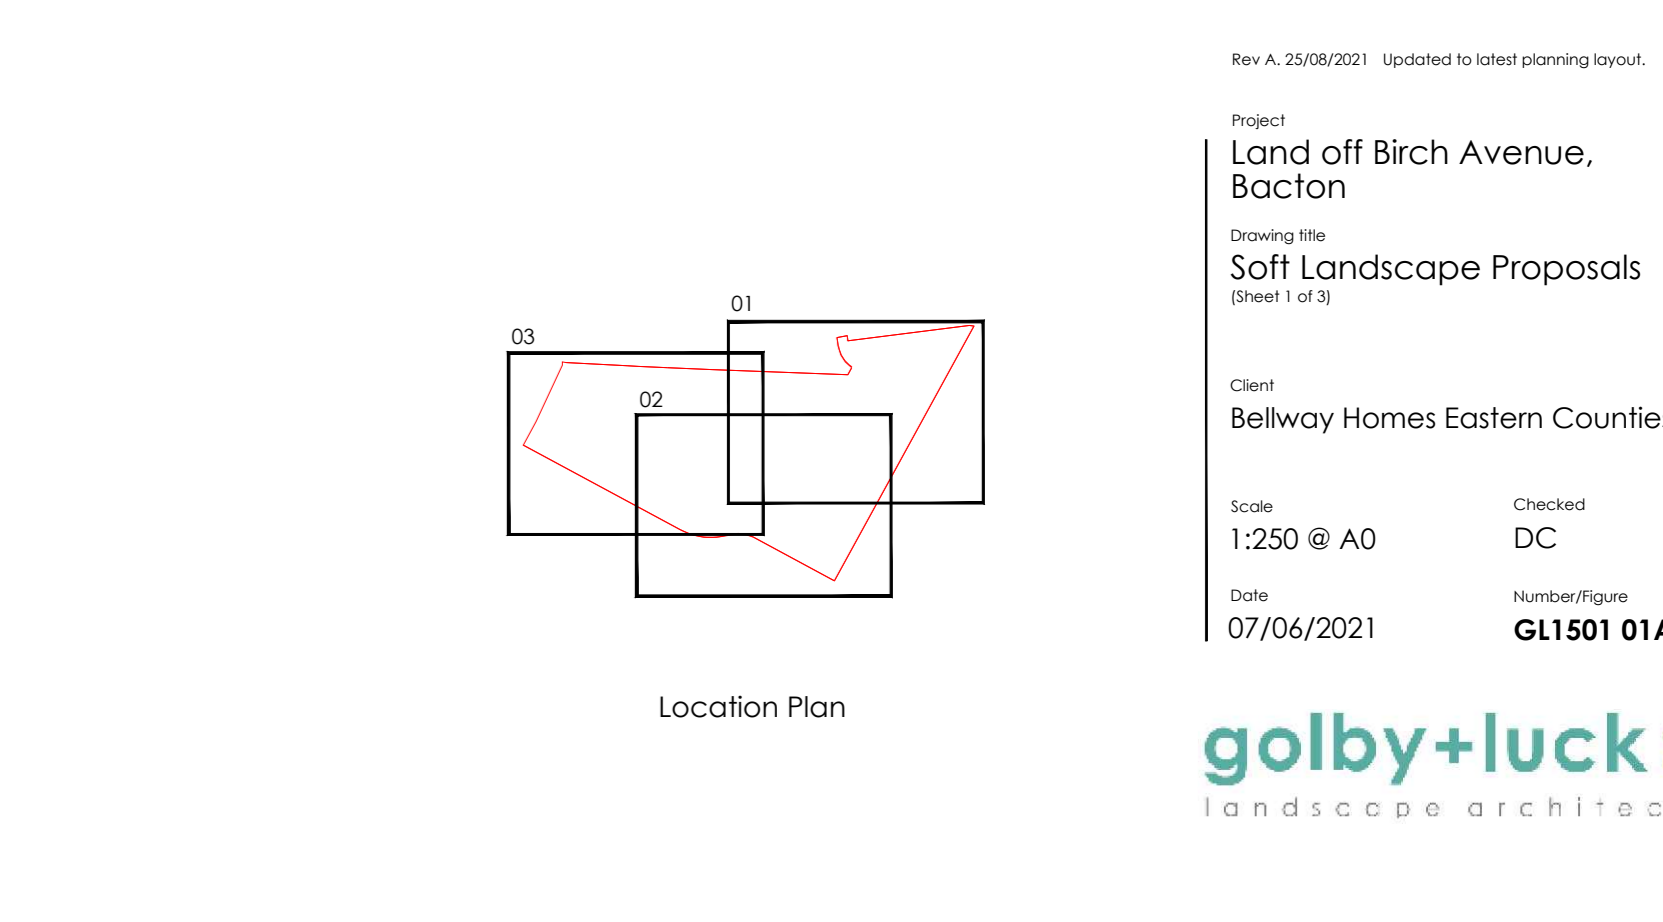 Rev A. 25/08/2021 Updated to latest planning layout.
Project
Land off Birch Avenue,
Bacton
Drawing title
Soft Landscape Proposals
(Sheet 1 of 3)
01
03
02
Client
Bellway Homes Eastern Counties
Scale
Checked
1:250 @ A0
DC
Date
Number/Figure
07/06/2021
GL1501 01A
Location Plan
golby+luck
landscape architec